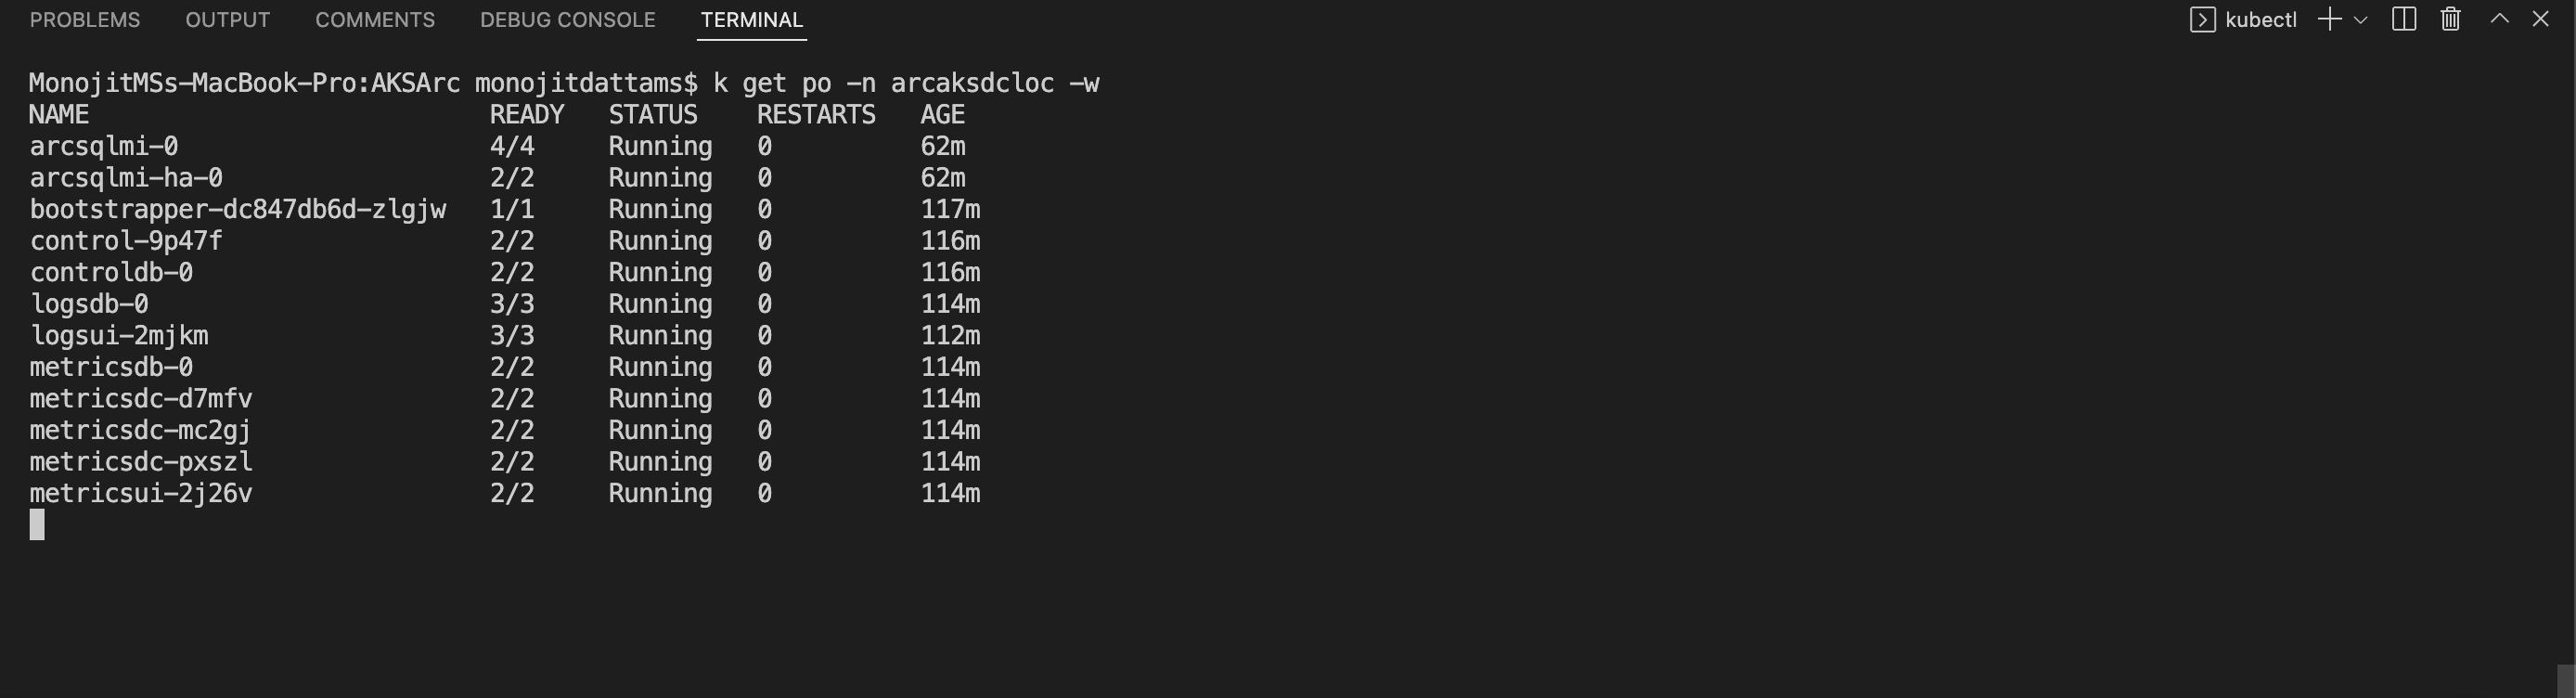 PROBLEMS OUTPUT COMMENTS DEBUG CONSOLE TERMINAL kubectl
MonojitMSs-MacBook-Pro:AKSArc monojitdattams$ k get po -n arcaksdcloc -w
NAME READY STATUS RESTARTS AGE
arcsqlmi-0 4/4 Running 0 62m
arcsqlmi-ha-0 2/2 Running 0 62m
bootstrapper-dc847db6d-zlgjw 1/1 Running 0 117m
control-9p47f 2/2 Running 0 116m
controldb-0 2/2 Running 0 116m
logsdb-0 3/3 Running 0 114m
logsui-2mjkm 3/3 Running 0 112m
metricsdb-0 2/2 Running 0 114m
metricsdc-d7mfv 2/2 Running 0 114m
metricsdc-mc2gj 2/2 Running 0 114m
metricsdc-pxszl 2/2 Running 0 114m
metricsui-2j26v 2/2 Running 0 114m